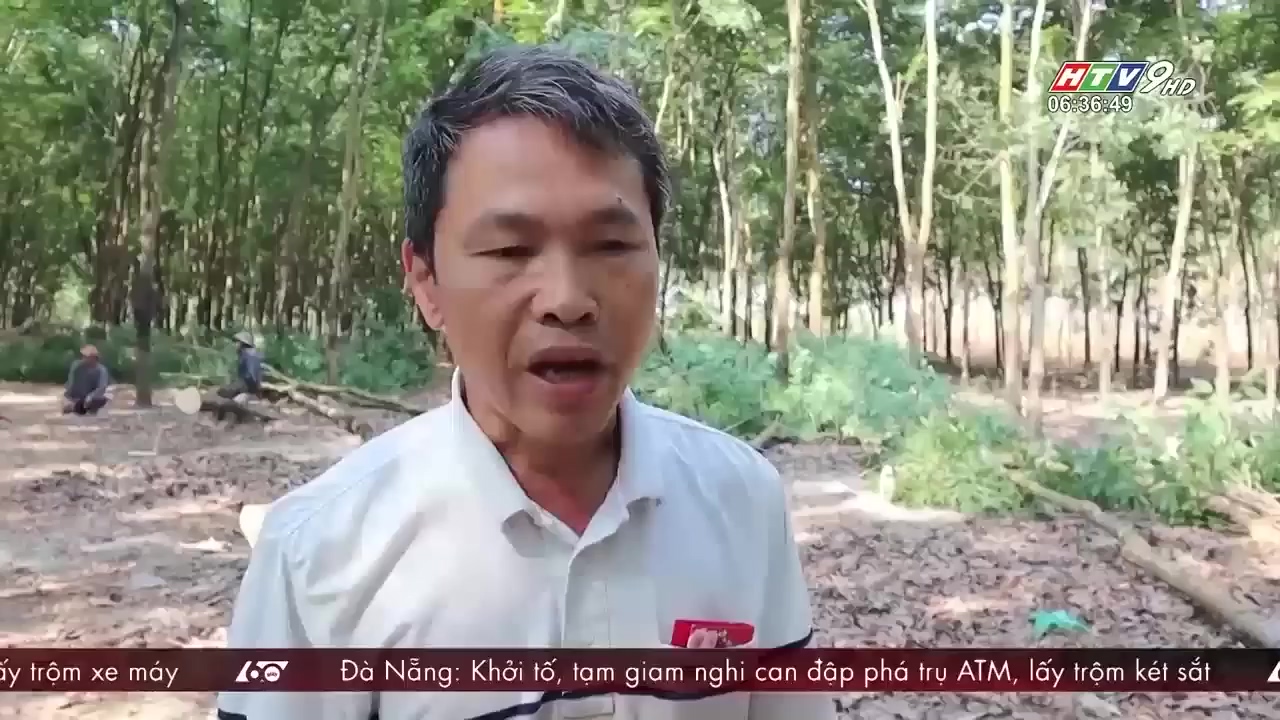 HTV9HD
06:36:49
ấy trộm xe máy
60
Đà Nẵng: Khởi tố, tạm giam nghi can đập phá trụ ATM, lấy trộm két sắt